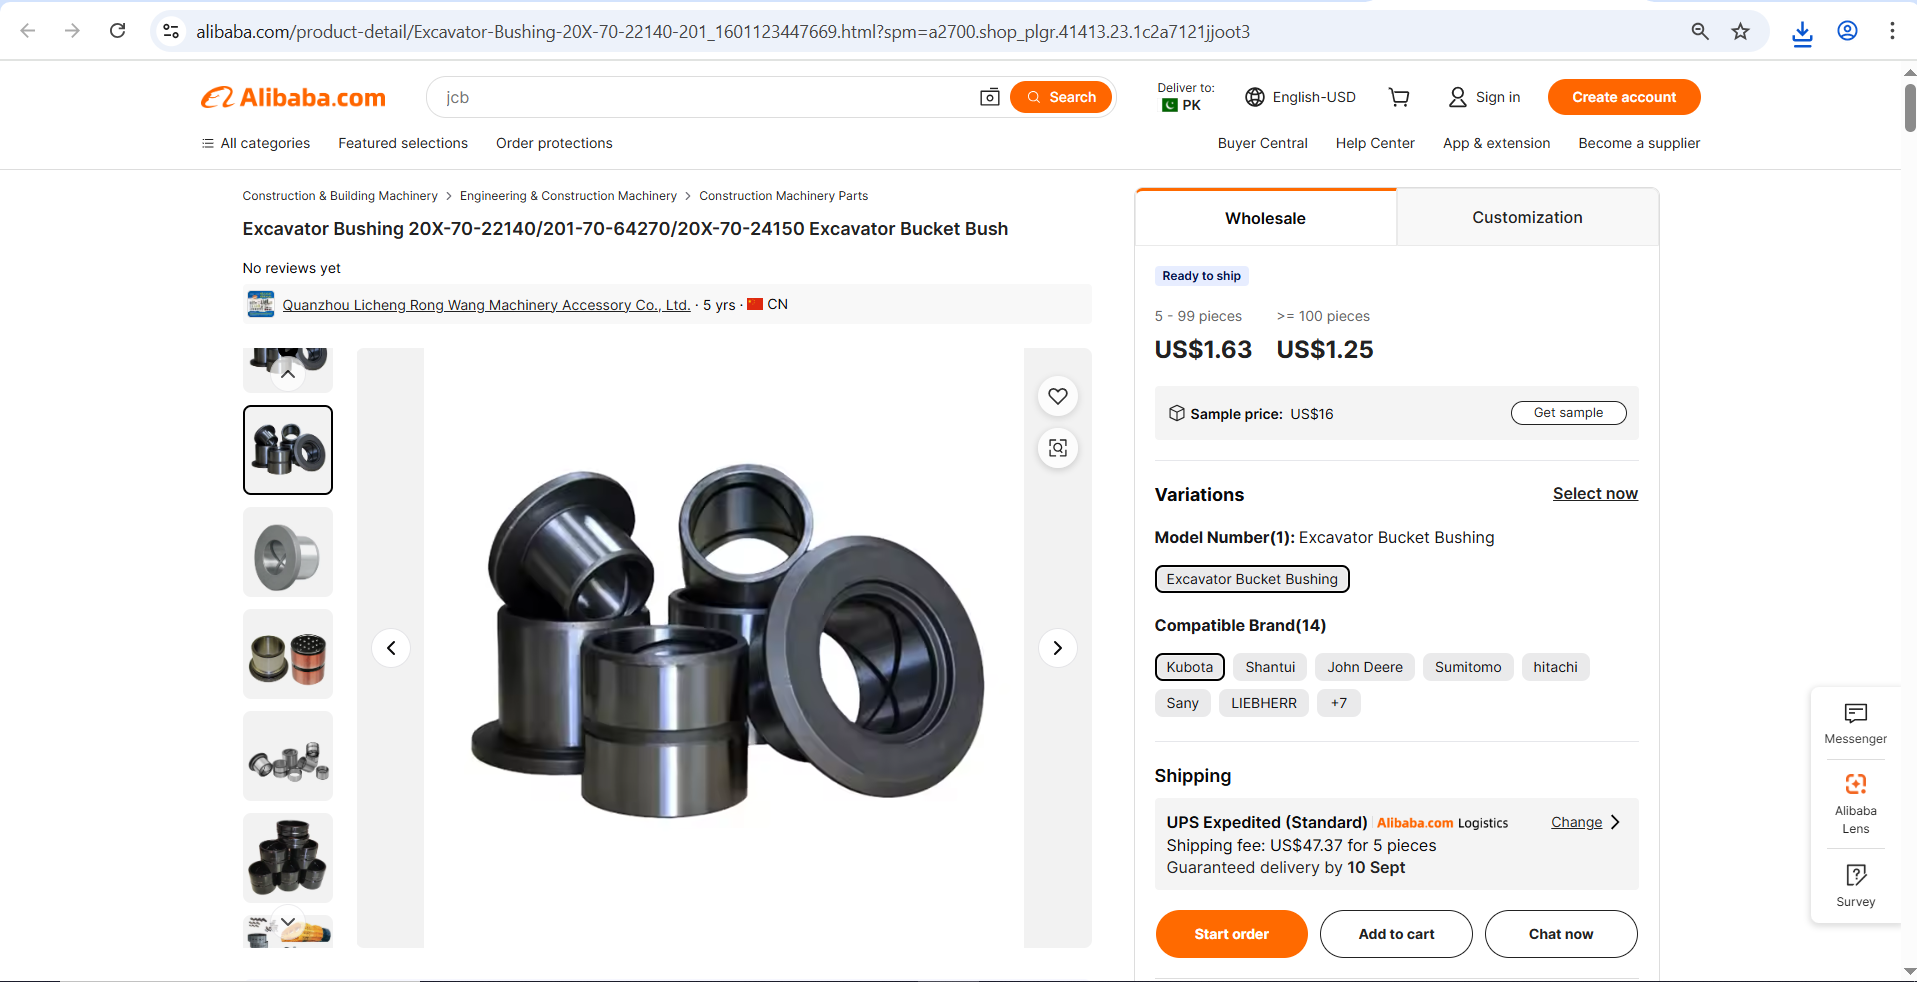 alibaba.com/product-detail/Excavator-Bushing-20X-70-22140-201_1601123447669.html?spm=a2700.shop_plgr.41413.23.1c2a7121jjoot3
Alibaba.com
jcb
Search
Deliver to:
PK
English-USD
Sign in
Create account
All categories
Featured selections
Order protections
Buyer Central
Help Center
App & extension
Become a supplier
Construction & Building Machinery > Engineering & Construction Machinery > Construction Machinery Parts
Excavator Bushing 20X-70-22140/201-70-64270/20X-70-24150 Excavator Bucket Bush
No reviews yet
Quanzhou Licheng Rong Wang Machinery Accessory Co., Ltd. · 5 yrs · CN
Wholesale
Customization
Ready to ship
5 - 99 pieces
>= 100 pieces
US$1.63
US$1.25
Sample price: US$16
Get sample
Variations
Select now
Model Number(1): Excavator Bucket Bushing
Excavator Bucket Bushing
Compatible Brand(14)
Kubota
Shantui
John Deere
Sumitomo
hitachi
Sany
LIEBHERR
+7
Shipping
UPS Expedited (Standard) Alibaba.com Logistics
Change
Shipping fee: US$47.37 for 5 pieces
Guaranteed delivery by 10 Sept
Start order
Add to cart
Chat now
Messenger
Alibaba
Lens
Survey